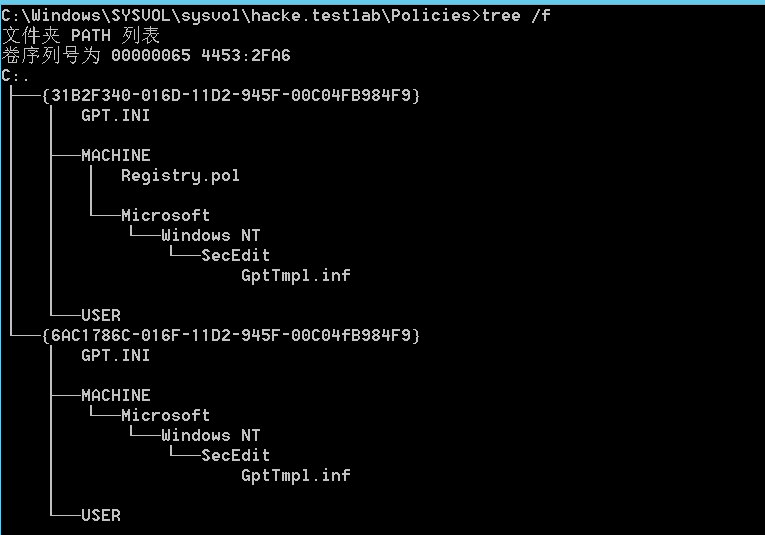 C:\Windows\SYSVOL\sysvol\hacke.testlab\Policies>tree /f
文件夹 PATH 列表
卷序列号为 00000065 4453:2FA6
C:.
├──{31B2F340-016D-11D2-945F-00C04FB984F9}
│  │  GPT.INI
│  │
│  ├──MACHINE
│  │  │  Registry.pol
│  │  │
│  │  └──Microsoft
│  │      └──Windows NT
│  │          └──SecEdit
│  │                  GptTmpl.inf
│  │
│  └──USER
└──{6AC1786C-016F-11D2-945F-00C04fB984F9}
    │  GPT.INI
    │
    ├──MACHINE
    │  └──Microsoft
    │      └──Windows NT
    │          └──SecEdit
    │                  GptTmpl.inf
    │
    └──USER